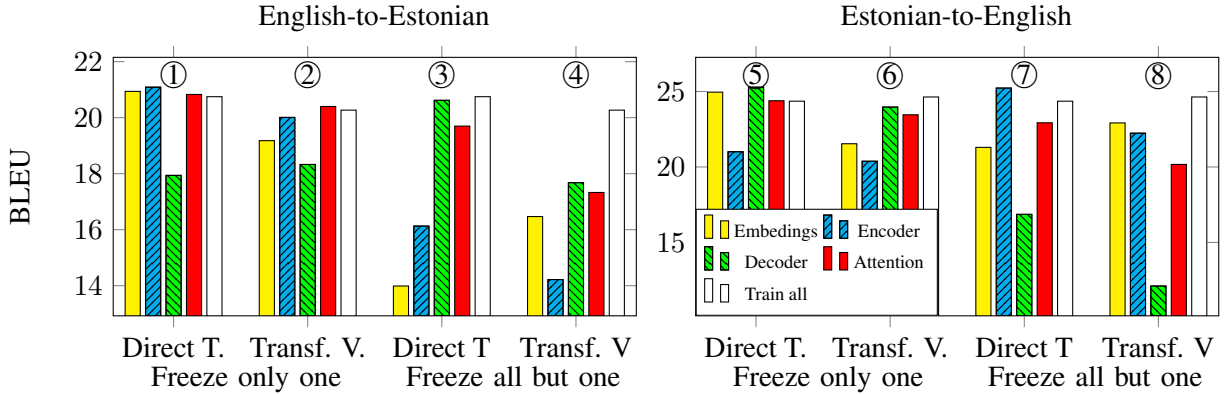 English-to-Estonian
Estonian-to-English
BLEU
22
20
18
16
14
① ② ③ ④
25
20
15
⑤ ⑥ ⑦ ⑧
Embedings Encoder
Decoder Attention
Train all
Direct T. Transf. V. Direct T Transf. V
Freeze only one Freeze all but one
Direct T. Transf. V. Direct T Transf. V
Freeze only one Freeze all but one